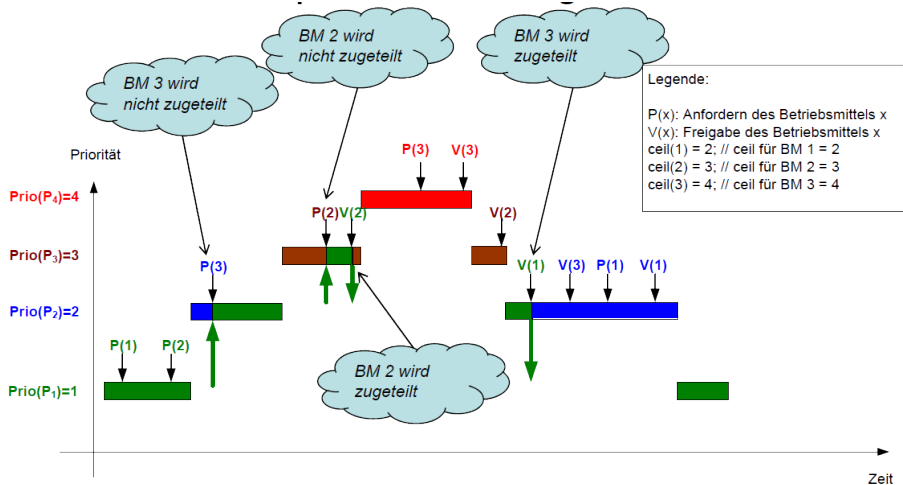 BM 2 wird
nicht zugeteilt
BM 3 wird
zugeteilt
BM 3 wird
nicht zugeteilt
Legende:
P(x): Anfordern des Betriebsmittels x
V(x): Freigabe des Betriebsmittels x
ceil(1) = 2; // ceil für BM 1 = 2
ceil(2) = 3; // ceil für BM 2 = 3
ceil(3) = 4; // ceil für BM 3 = 4
Priorität
P(3) V(3)
Prio(P₄)=4
P(2) V(2) V(2)
Prio(P₃)=3
P(3) V(1) V(3) P(1) V(1)
Prio(P₂)=2
P(1) P(2)
BM 2 wird
zugeteilt
Prio(P₁)=1
Zeit